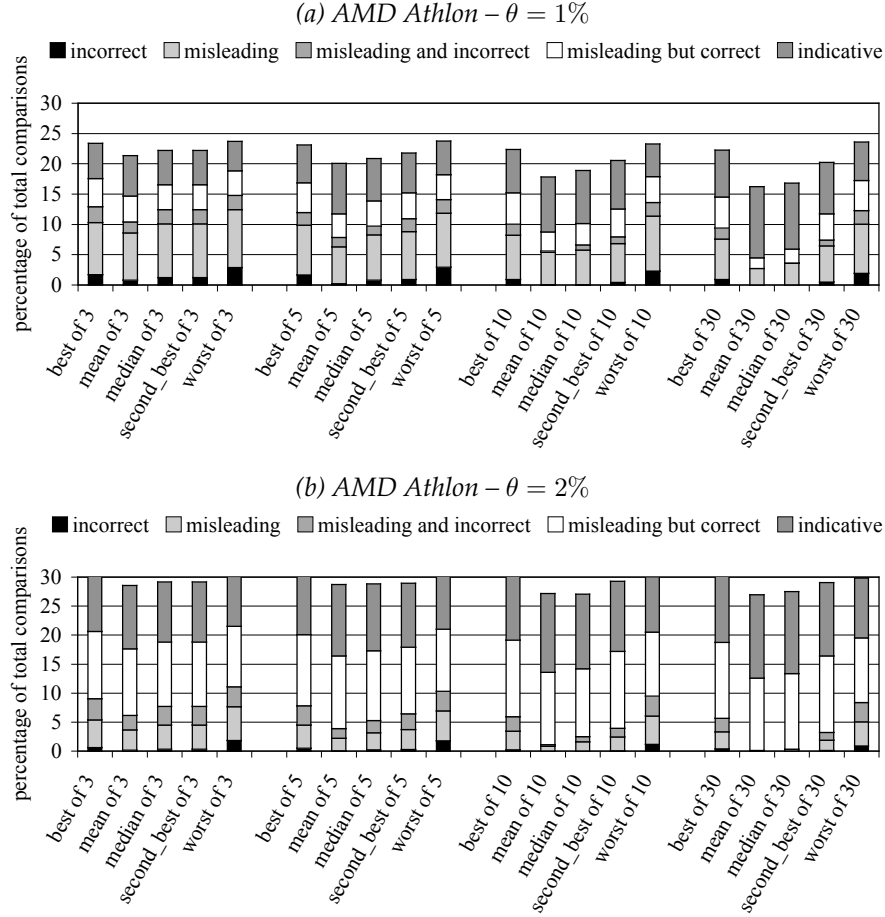 (a) AMD Athlon – θ = 1%
incorrect misleading misleading and incorrect misleading but correct indicative
percentage of total comparisons
30
25
20
15
10
5
0
best of 3
mean of 3
median of 3
second_best of 3
worst of 3
best of 5
mean of 5
median of 5
second_best of 5
worst of 5
best of 10
mean of 10
median of 10
second_best of 10
worst of 10
best of 30
mean of 30
median of 30
second_best of 30
worst of 30
(b) AMD Athlon – θ = 2%
incorrect misleading misleading and incorrect misleading but correct indicative
percentage of total comparisons
30
25
20
15
10
5
0
best of 3
mean of 3
median of 3
second_best of 3
worst of 3
best of 5
mean of 5
median of 5
second_best of 5
worst of 5
best of 10
mean of 10
median of 10
second_best of 10
worst of 10
best of 30
mean of 30
median of 30
second_best of 30
worst of 30